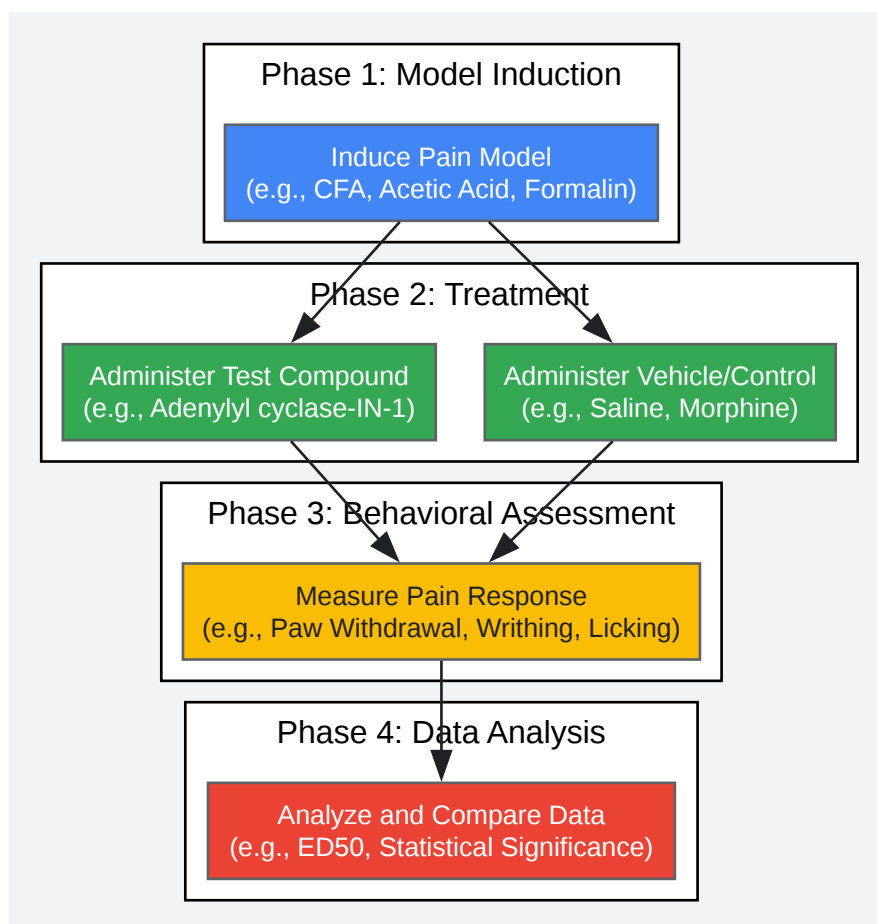 Phase 1: Model Induction
Induce Pain Model
(e.g., CFA, Acetic Acid, Formalin)
Phase 2: Treatment
Administer Test Compound
(e.g., Adenylyl cyclase-IN-1)
Administer Vehicle/Control
(e.g., Saline, Morphine)
Phase 3: Behavioral Assessment
Measure Pain Response
(e.g., Paw Withdrawal, Writhing, Licking)
Phase 4: Data Analysis
Analyze and Compare Data
(e.g., ED50, Statistical Significance)